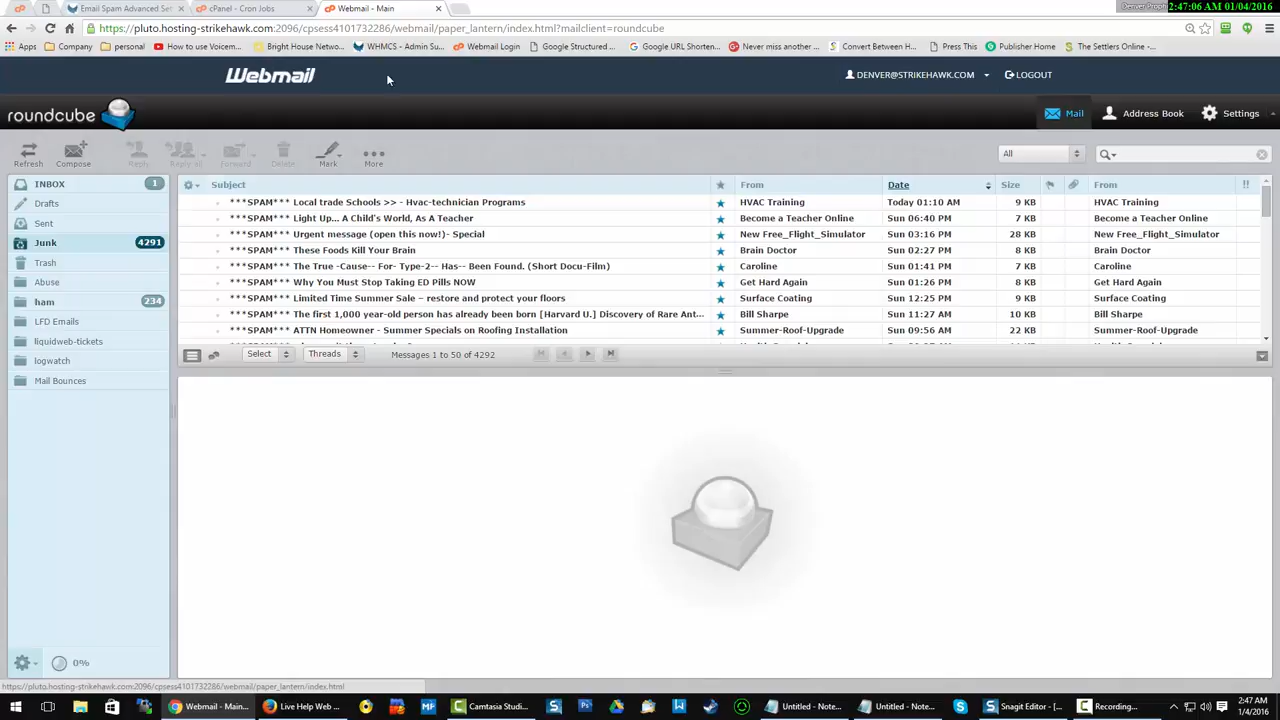 Email Spam Advanced Se
cPanel - Cron Jobs
Webmail - Main
2:47:06 AM 01/04/2016
https://pluto.hosting-strikehawk.com:2096/cpsess4101732286/webmail/paper_lantern/index.html?mailclient=roundcube
Apps Company personal How to use Voicem... Bright House Netwo... WHMCS - Admin Su... Webmail Login Google Structured ... Google URL Shorten... Never miss another ... Convert Between H... Press This Publisher Home The Settlers Online -...
Webmail DENVER@STRIKEHAWK.COM LOGOUT
roundcube Mail Address Book Settings
Refresh Compose Reply Reply all Forward Delete Mark More All
INBOX 1
Drafts
Sent
Junk 4291
Trash
Abuse
ham 234
LFD Emails
liquidweb-tickets
logwatch
Mail Bounces
Subject From Date Size From !!
***SPAM*** Local trade Schools >> - Hvac-technician Programs HVAC Training Today 01:10 AM 9 KB HVAC Training
***SPAM*** Light Up... A Child's World, As A Teacher Become a Teacher Online Sun 06:40 PM 7 KB Become a Teacher Online
***SPAM*** Urgent message (open this now!)- Special New Free_Flight_Simulator Sun 03:16 PM 28 KB New Free_Flight_Simulator
***SPAM*** These Foods Kill Your Brain Brain Doctor Sun 02:27 PM 8 KB Brain Doctor
***SPAM*** The True -Cause-- For- Type-2-- Has-- Been Found. (Short Docu-Film) Caroline Sun 01:41 PM 7 KB Caroline
***SPAM*** Why You Must Stop Taking ED Pills NOW Get Hard Again Sun 01:26 PM 8 KB Get Hard Again
***SPAM*** Limited Time Summer Sale – restore and protect your floors Surface Coating Sun 12:25 PM 9 KB Surface Coating
***SPAM*** The first 1,000 year-old person has already been born [Harvard U.] Discovery of Rare Ant... Bill Sharpe Sun 11:27 AM 10 KB Bill Sharpe
***SPAM*** ATTN Homeowner - Summer Specials on Roofing Installation Summer-Roof-Upgrade Sun 09:56 AM 22 KB Summer-Roof-Upgrade
Select Threads Messages 1 to 50 of 4292
0%
https://pluto.hosting-strikehawk.com:2096/cpsess4101732286/webmail/paper_lantern/index.html
Webmail - Main... Live Help Web ... Camtasia Studi... Untitled - Note... Untitled - Note... Snagit Editor - [... Recording...
2:47 AM
1/4/2016